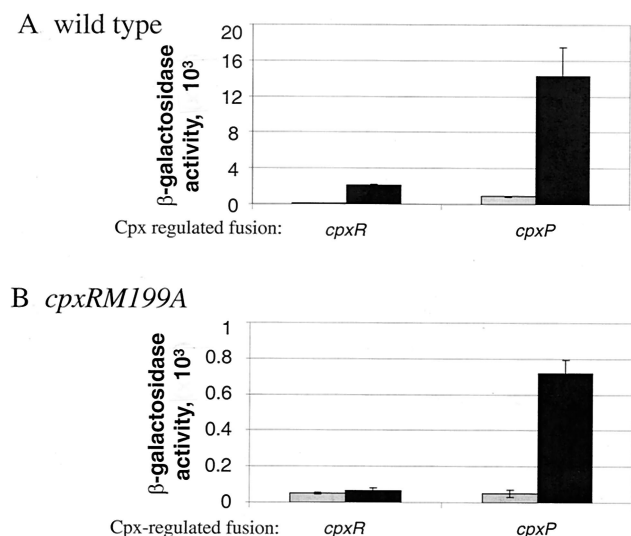 A wild type
β-galactosidase
activity, 10³
20
16
12
8
4
0
Cpx regulated fusion: cpxR cpxP
B cpxRM199A
β-galactosidase
activity, 10³
1
0.8
0.6
0.4
0.2
0
Cpx-regulated fusion: cpxR cpxP